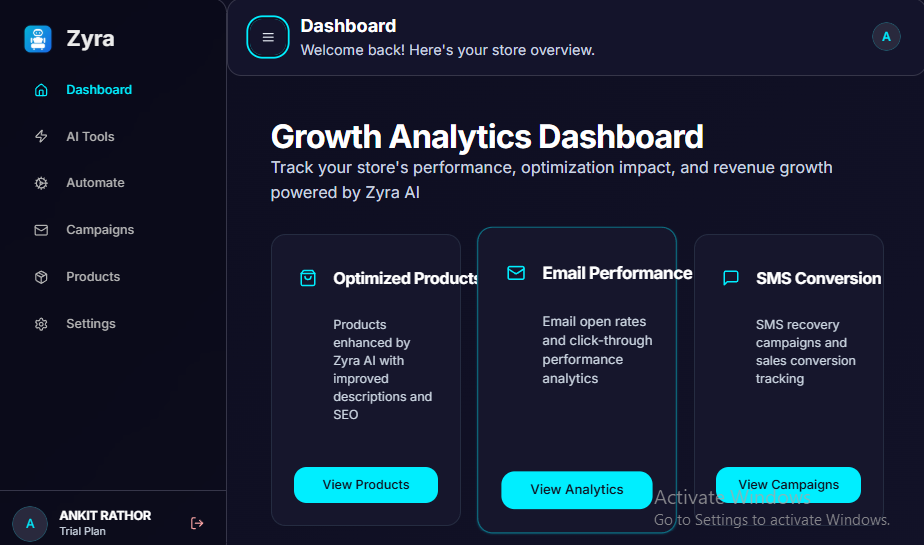 Zyra
Dashboard
AI Tools
Automate
Campaigns
Products
Settings
A
ANKIT RATHOR
Trial Plan
Dashboard
Welcome back! Here's your store overview.
A
Growth Analytics Dashboard
Track your store's performance, optimization impact, and revenue growth
powered by Zyra AI
Optimized Products
Products
enhanced by
Zyra AI with
improved
descriptions and
SEO
View Products
Email Performance
Email open rates
and click-through
performance
analytics
View Analytics
SMS Conversion
SMS recovery
campaigns and
sales conversion
tracking
View Campaigns
Activate Windows
Go to Settings to activate Windows.